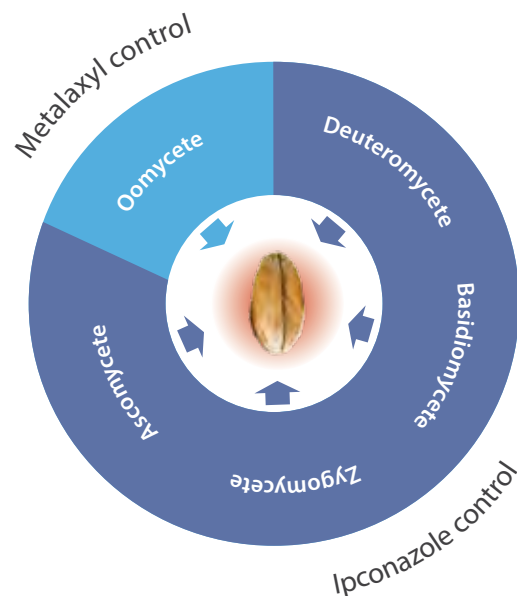 Metalaxyl control
Oomycete
Deuteromycete
Basidiomycete
Zygomycete
Ascomycete
Ipconazole control